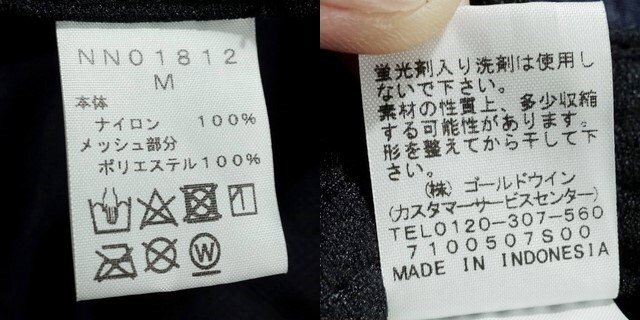 NN01812
M
本体
ナイロン 100%
メッシュ部分
ポリエステル100%
W
蛍光剤入り洗剤は使用し
ないで下さい。
素材の性質上、多少収縮
する可能性があります。
形を整えてから干して下
さい。
(株) ゴールドウイン
(カスタマーサービスセンター)
TEL0120-307-560
7100507S00
MADE IN INDONESIA